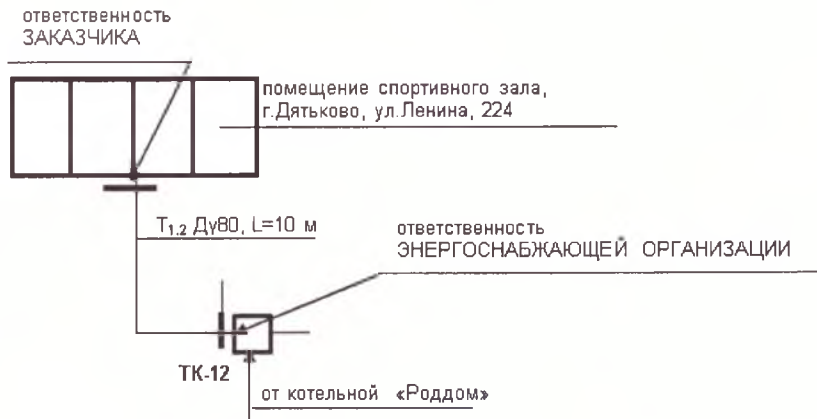 ответственность
ЗАКАЗЧИКА
помещение спортивного зала,
г.Дятьково, ул.Ленина, 224
Т1.2 Ду80, L=10 м
ответственность
ЭНЕРГОСНАБЖАЮЩЕЙ ОРГАНИЗАЦИИ
ТК-12
от котельной «Роддом»